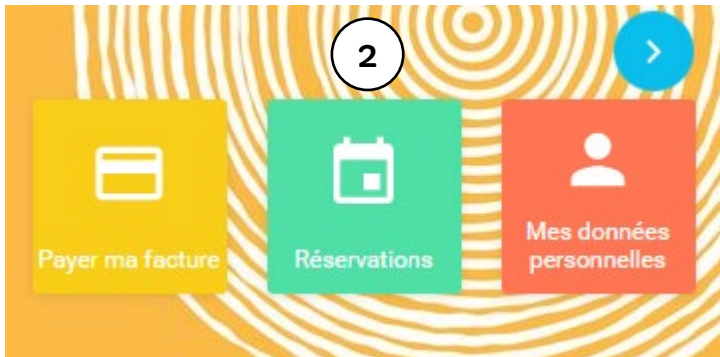 2
Payer ma facture
Réservations
Mes données
personnelles